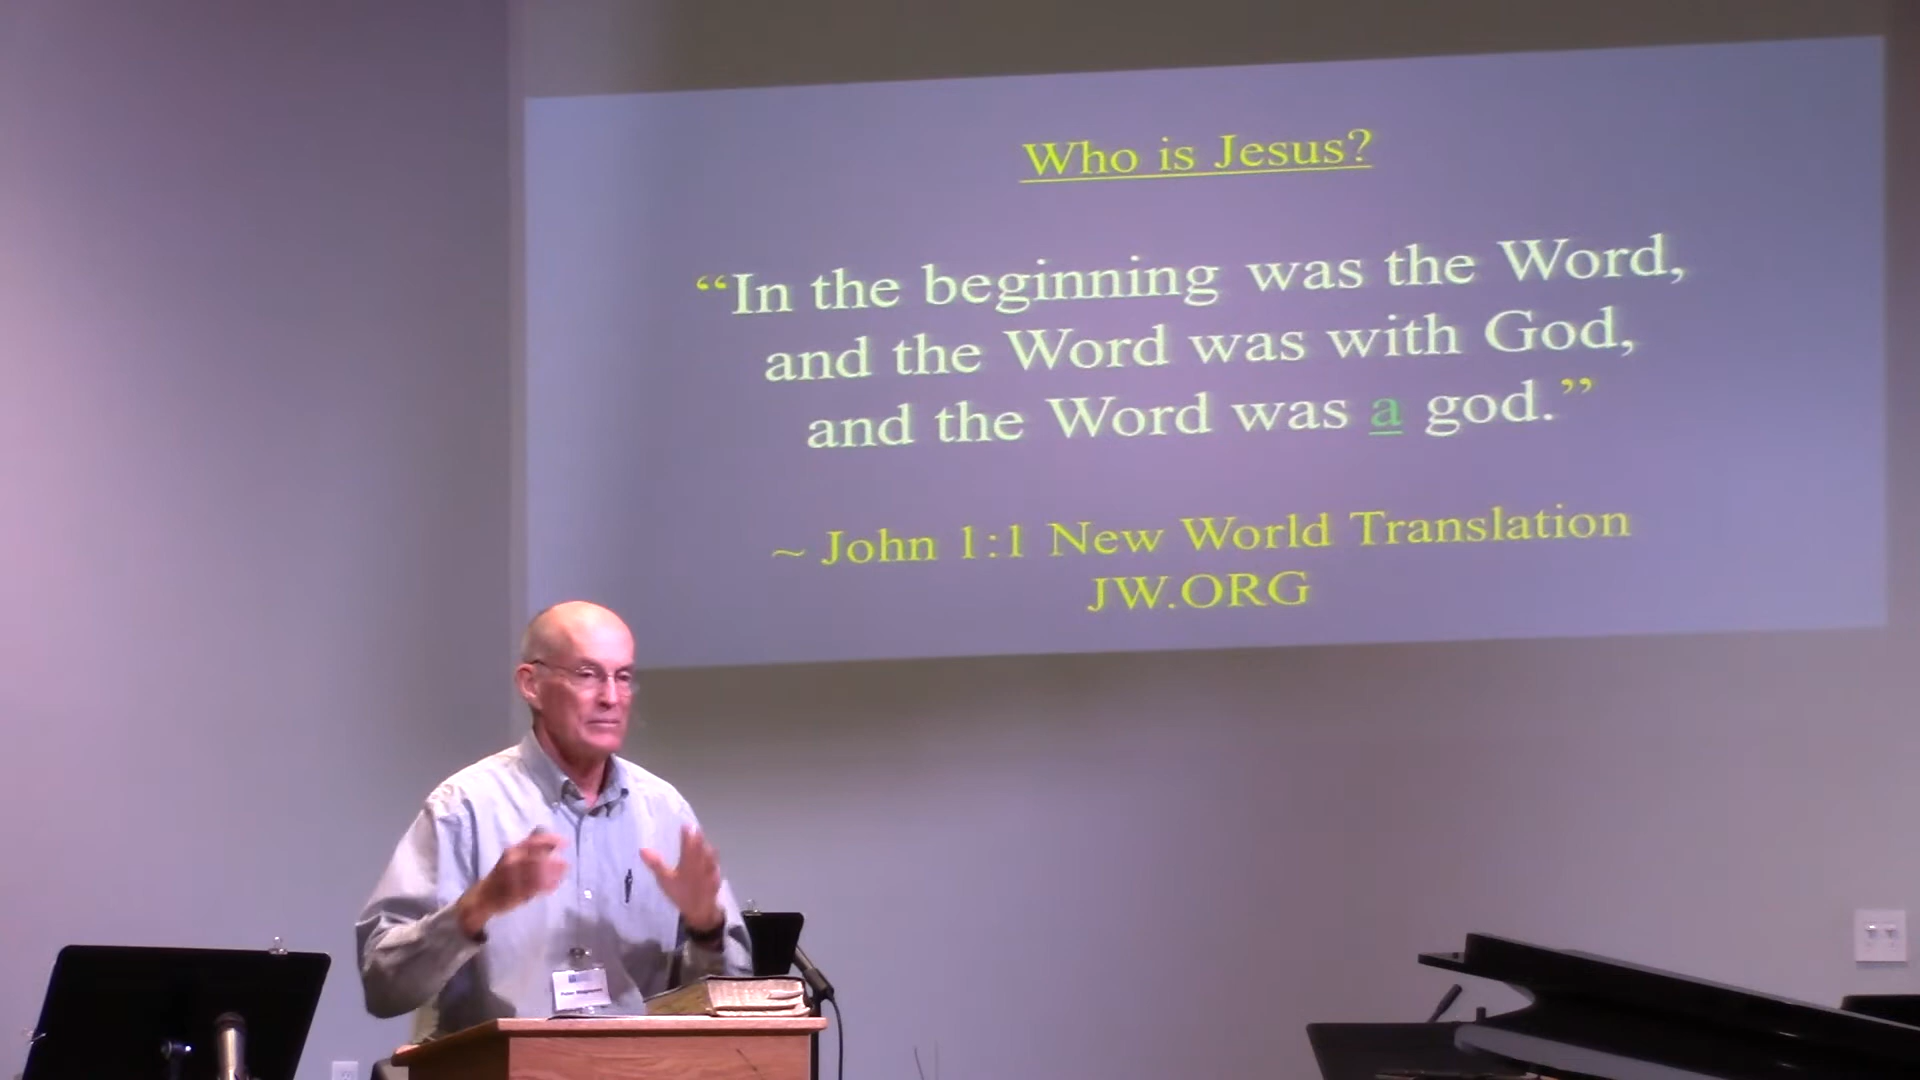 Who is Jesus?
“In the beginning was the Word,
and the Word was with God,
and the Word was a god.”
~ John 1:1 New World Translation
JW.ORG